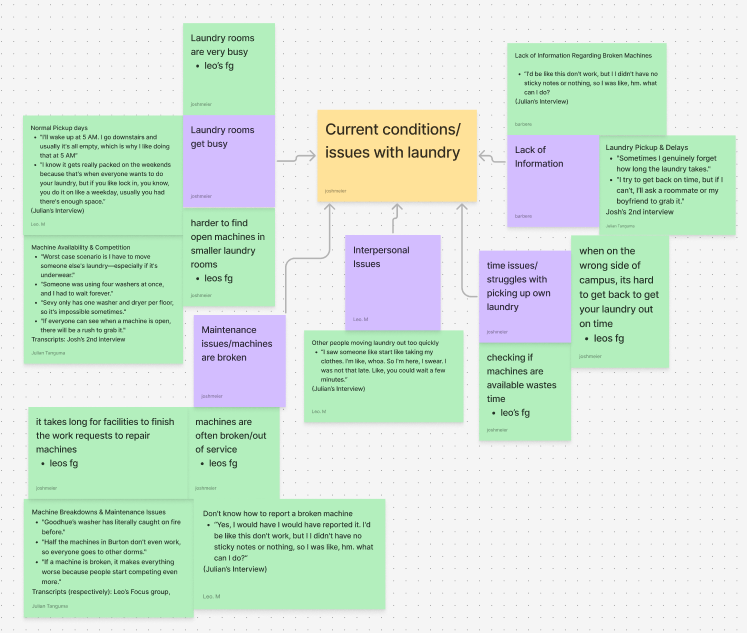 Laundry rooms
are very busy
• leo's fg
joshmeier
Normal Pickup days
• "I'll wake up at 5 AM, I go downstairs and
usually it's all empty, which is why I like doing
that at 5 AM"
• "I know it gets really packed on the weekends
because that's when everyone wants to do
your laundry, but if you like lock in, you know,
you do it on like a weekday, usually you had
there's enough space."
(Julian's Interview)
Leo. M
Laundry rooms
get busy
joshmeier
harder to find
open machines in
smaller laundry
rooms
• leos fg
joshmeier
Machine Availability & Competition
• "Worst case scenario is I have to move
someone else's laundry—especially if it's
underwear."
• "Someone was using four washers at once,
and I had to wait forever."
• "Sevy only has one washer and dryer per floor,
so it's impossible sometimes."
• "If everyone can see when a machine is open,
there will be a rush to grab it."
Transcripts: Josh's 2nd Interview
Julian Tanguma
Current conditions/
issues with laundry
joshmeier
Lack of Information Regarding Broken Machines
• "I'd be like this don't work, but I I didn't have no
sticky notes or nothing, so I was like, hm. what
can I do?
(Julian's Interview)
Lack of
Information
Laundry Pickup & Delays
• "Sometimes I genuinely forget
how long the laundry takes."
• "I try to get back on time, but if I
can't, I'll ask a roommate or my
boyfriend to grab it."
Josh's 2nd interview
Julian Tanguma
Interpersonal
Issues
Leo. M
Other people moving laundry out too quickly
• "I saw someone like start like taking my
clothes. I'm like, whoa. So I'm here, I swear. I
was not that late. Like, you could wait a few
minutes."
(Julian's Interview)
Leo. M
time issues/
struggles with
picking up own
laundry
joshmeier
when on the
wrong side of
campus, its hard
to get back to get
your laundry out
on time
• leos fg
joshmeier
checking if
machines are
available wastes
time
• leo's fg
joshmeier
Maintenance
issues/machines
are broken
joshmeier
it takes long for facilities to finish
the work requests to repair
machines
• leos fg
joshmeier
machines are
often broken/out
of service
• leos fg
joshmeier
Machine Breakdowns & Maintenance Issues
• "Goodhue's washer has literally caught on fire
before."
• "Half the machines in Burton don't even work,
so everyone goes to other dorms."
• "If a machine is broken, it makes everything
worse because people start competing even
more."
Transcripts (respectively): Leo's Focus group,
Julian Tanguma
Don't know how to report a broken machine
• "Yes, I would have I would have reported it. I'd
be like this don't work, but I I didn't have no
sticky notes or nothing, so I was like, hm. what
can I do?"
(Julian's Interview)
Leo. M